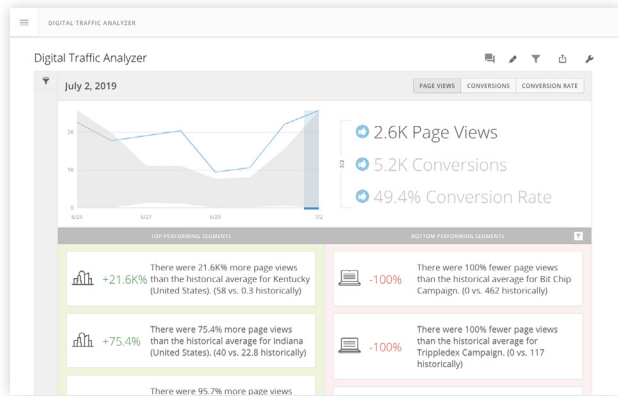 DIGITAL TRAFFIC ANALYZER
Digital Traffic Analyzer
July 2, 2019
PAGE VIEWS CONVERSIONS CONVERSION RATE
2K
1K
0
6/25 6/27 6/29 7/2
7/2
2.6K Page Views
5.2K Conversions
49.4% Conversion Rate
TOP PERFORMING SEGMENTS
BOTTOM PERFORMING SEGMENTS
+21.6K%
There were 21.6K% more page views
than the historical average for Kentucky
(United States). (58 vs. 0.3 historically)
-100%
There were 100% fewer page views
than the historical average for Bit Chip
Campaign. (0 vs. 462 historically)
+75.4%
There were 75.4% more page views
than the historical average for Indiana
(United States). (40 vs. 22.8 historically)
-100%
There were 100% fewer page views
than the historical average for
Trippledex Campaign. (0 vs. 117
historically)
There were 95.7% more page views